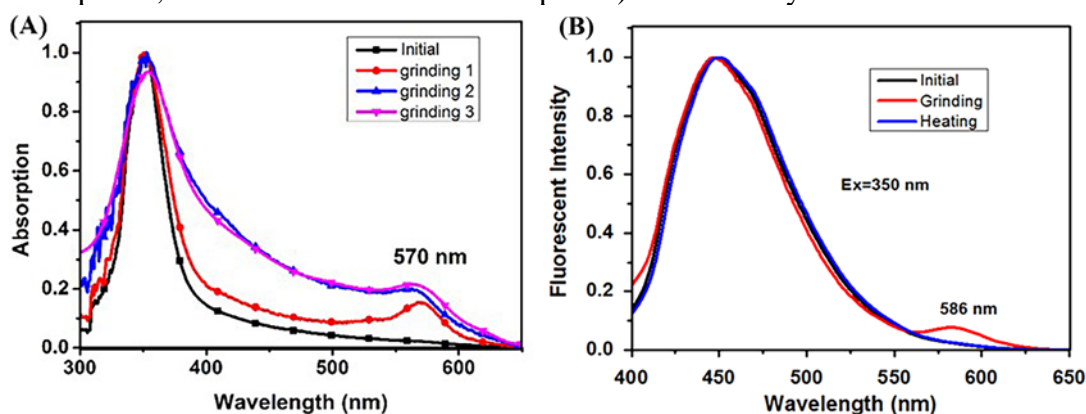 (A)
Initial
grinding 1
grinding 2
grinding 3
570 nm
Absorption
1.0
0.8
0.6
0.4
0.2
0.0
300
400
500
600
Wavelength (nm)
(B)
Initial
Grinding
Heating
Ex=350 nm
586 nm
Fluorescent Intensity
1.0
0.8
0.6
0.4
0.2
0.0
400
450
500
550
600
650
Wavelength (nm)